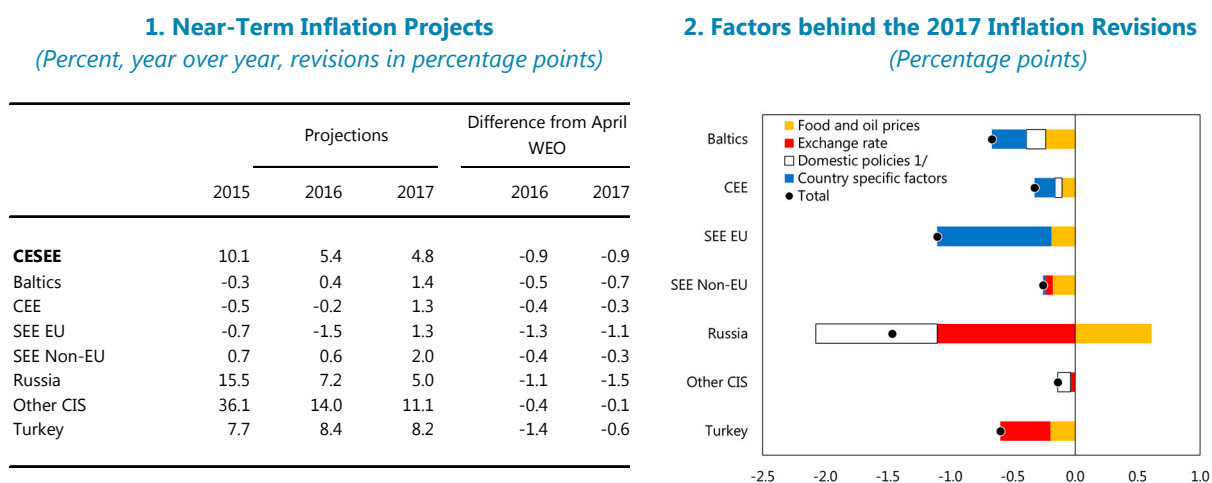 1. Near-Term Inflation Projects
(Percent, year over year, revisions in percentage points)
Projections
Difference from April
WEO
2015 2016 2017 2016 2017
CESEE 10.1 5.4 4.8 -0.9 -0.9
Baltics -0.3 0.4 1.4 -0.5 -0.7
CEE -0.5 -0.2 1.3 -0.4 -0.3
SEE EU -0.7 -1.5 1.3 -1.3 -1.1
SEE Non-EU 0.7 0.6 2.0 -0.4 -0.3
Russia 15.5 7.2 5.0 -1.1 -1.5
Other CIS 36.1 14.0 11.1 -0.4 -0.1
Turkey 7.7 8.4 8.2 -1.4 -0.6
2. Factors behind the 2017 Inflation Revisions
(Percentage points)
Food and oil prices
Exchange rate
Domestic policies 1/
Country specific factors
Total
Baltics
CEE
SEE EU
SEE Non-EU
Russia
Other CIS
Turkey
-2.5 -2.0 -1.5 -1.0 -0.5 0.0 0.5 1.0